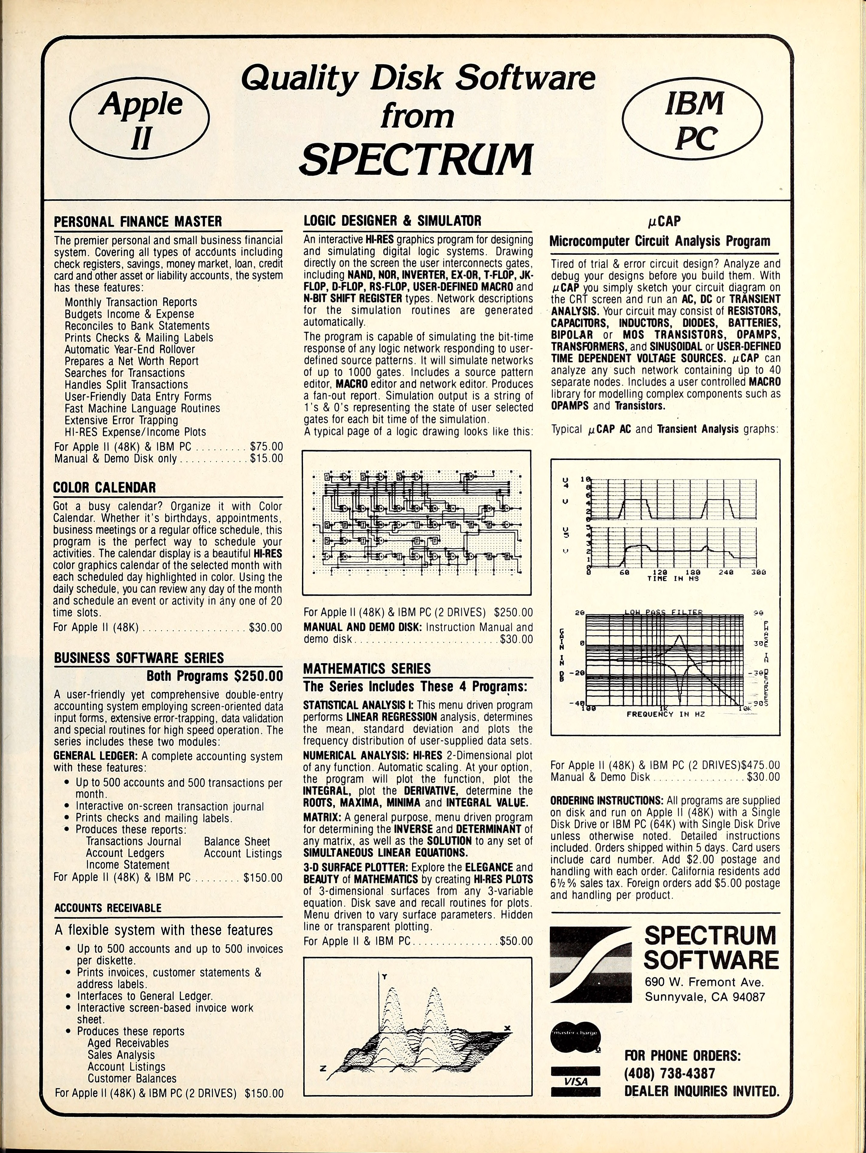 Apple
II
Quality Disk Software
from
SPECTRUM
IBM
PC
PERSONAL FINANCE MASTER
The premier personal and small business financial
system. Covering all types of accounts including
check registers, savings, money market, loan, credit
card and other asset or liability accounts, the system
has these features:
Monthly Transaction Reports
Budgets Income & Expense
Reconciles to Bank Statements
Prints Checks & Mailing Labels
Automatic Year-End Rollover
Prepares a Net Worth Report
Searches for Transactions
Handles Split Transactions
User-Friendly Data Entry Forms
Fast Machine Language Routines
Extensive Error Trapping
HI-RES Expense/Income Plots
For Apple II (48K) & IBM PC ......... $75.00
Manual & Demo Disk only ............ $15.00
COLOR CALENDAR
Got a busy calendar? Organize it with Color
Calendar. Whether it's birthdays, appointments,
business meetings or a regular office schedule, this
program is the perfect way to schedule your
activities. The calendar display is a beautiful HI-RES
color graphics calendar of the selected month with
each scheduled day highlighted in color. Using the
daily schedule, you can review any day of the month
and schedule an event or activity in any one of 20
time slots.
For Apple II (48K) .................. $30.00
BUSINESS SOFTWARE SERIES
Both Programs $250.00
A user-friendly yet comprehensive double-entry
accounting system employing screen-oriented data
input forms, extensive error-trapping, data validation
and special routines for high speed operation. The
series includes these two modules:
GENERAL LEDGER: A complete accounting system
with these features:
• Up to 500 accounts and 500 transactions per
month.
• Interactive on-screen transaction journal
• Prints checks and mailing labels.
• Produces these reports:
Transactions Journal Balance Sheet
Account Ledgers Account Listings
Income Statement
For Apple II (48K) & IBM PC ........ $150.00
ACCOUNTS RECEIVABLE
A flexible system with these features
• Up to 500 accounts and up to 500 invoices
per diskette.
• Prints invoices, customer statements &
address labels.
• Interfaces to General Ledger.
• Interactive screen-based invoice work
sheet.
• Produces these reports
Aged Receivables
Sales Analysis
Account Listings
Customer Balances
For Apple II (48K) & IBM PC (2 DRIVES) $150.00
LOGIC DESIGNER & SIMULATOR
An interactive HI-RES graphics program for designing
and simulating digital logic systems. Drawing
directly on the screen the user interconnects gates,
including NAND, NOR, INVERTER, EX-OR, T-FLOP, JK-
FLOP, D-FLOP, RS-FLOP, USER-DEFINED MACRO and
N-BIT SHIFT REGISTER types. Network descriptions
for the simulation routines are generated
automatically.
The program is capable of simulating the bit-time
response of any logic network responding to user-
defined source patterns. It will simulate networks
of up to 1000 gates. Includes a source pattern
editor, MACRO editor and network editor. Produces
a fan-out report. Simulation output is a string of
1's & 0's representing the state of user selected
gates for each bit time of the simulation.
A typical page of a logic drawing looks like this:
For Apple II (48K) & IBM PC (2 DRIVES) $250.00
MANUAL AND DEMO DISK: Instruction Manual and
demo disk........................ $30.00
MATHEMATICS SERIES
The Series Includes These 4 Programs:
STATISTICAL ANALYSIS I: This menu driven program
performs LINEAR REGRESSION analysis, determines
the mean, standard deviation and plots the
frequency distribution of user-supplied data sets.
NUMERICAL ANALYSIS: HI-RES 2-Dimensional plot
of any function. Automatic scaling. At your option,
the program will plot the function, plot the
INTEGRAL, plot the DERIVATIVE, determine the
ROOTS, MAXIMA, MINIMA and INTEGRAL VALUE.
MATRIX: A general purpose, menu driven program
for determining the INVERSE and DETERMINANT of
any matrix, as well as the SOLUTION to any set of
SIMULTANEOUS LINEAR EQUATIONS.
3-D SURFACE PLOTTER: Explore the ELEGANCE and
BEAUTY of MATHEMATICS by creating HI-RES PLOTS
of 3-dimensional surfaces from any 3-variable
equation. Disk save and recall routines for plots.
Menu driven to vary surface parameters. Hidden
line or transparent plotting.
For Apple II & IBM PC............... $50.00
Y
X
Z
μCAP
Microcomputer Circuit Analysis Program
Tired of trial & error circuit design? Analyze and
debug your designs before you build them. With
μCAP you simply sketch your circuit diagram on
the CRT screen and run an AC, DC or TRANSIENT
ANALYSIS. Your circuit may consist of RESISTORS,
CAPACITORS, INDUCTORS, DIODES, BATTERIES,
BIPOLAR or MOS TRANSISTORS, OPAMPS,
TRANSFORMERS, and SINUSOIDAL or USER-DEFINED
TIME DEPENDENT VOLTAGE SOURCES. μCAP can
analyze any such network containing up to 40
separate nodes. Includes a user controlled MACRO
library for modelling complex components such as
OPAMPS and Transistors.
Typical μCAP AC and Transient Analysis graphs:
0 60 120 180 240 300
TIME IN NS
LOW PASS FILTER
20 90
0 30
-20 -30
-40 -90
GAIN IN DB
100 1K 10K
FREQUENCY IN HZ
For Apple II (48K) & IBM PC (2 DRIVES)$475.00
Manual & Demo Disk................ $30.00
ORDERING INSTRUCTIONS: All programs are supplied
on disk and run on Apple II (48K) with a Single
Disk Drive or IBM PC (64K) with Single Disk Drive
unless otherwise noted. Detailed instructions
included. Orders shipped within 5 days. Card users
include card number. Add $2.00 postage and
handling with each order. California residents add
6½% sales tax. Foreign orders add $5.00 postage
and handling per product.
SPECTRUM
SOFTWARE
690 W. Fremont Ave.
Sunnyvale, CA 94087
master charge
VISA
FOR PHONE ORDERS:
(408) 738-4387
DEALER INQUIRIES INVITED.